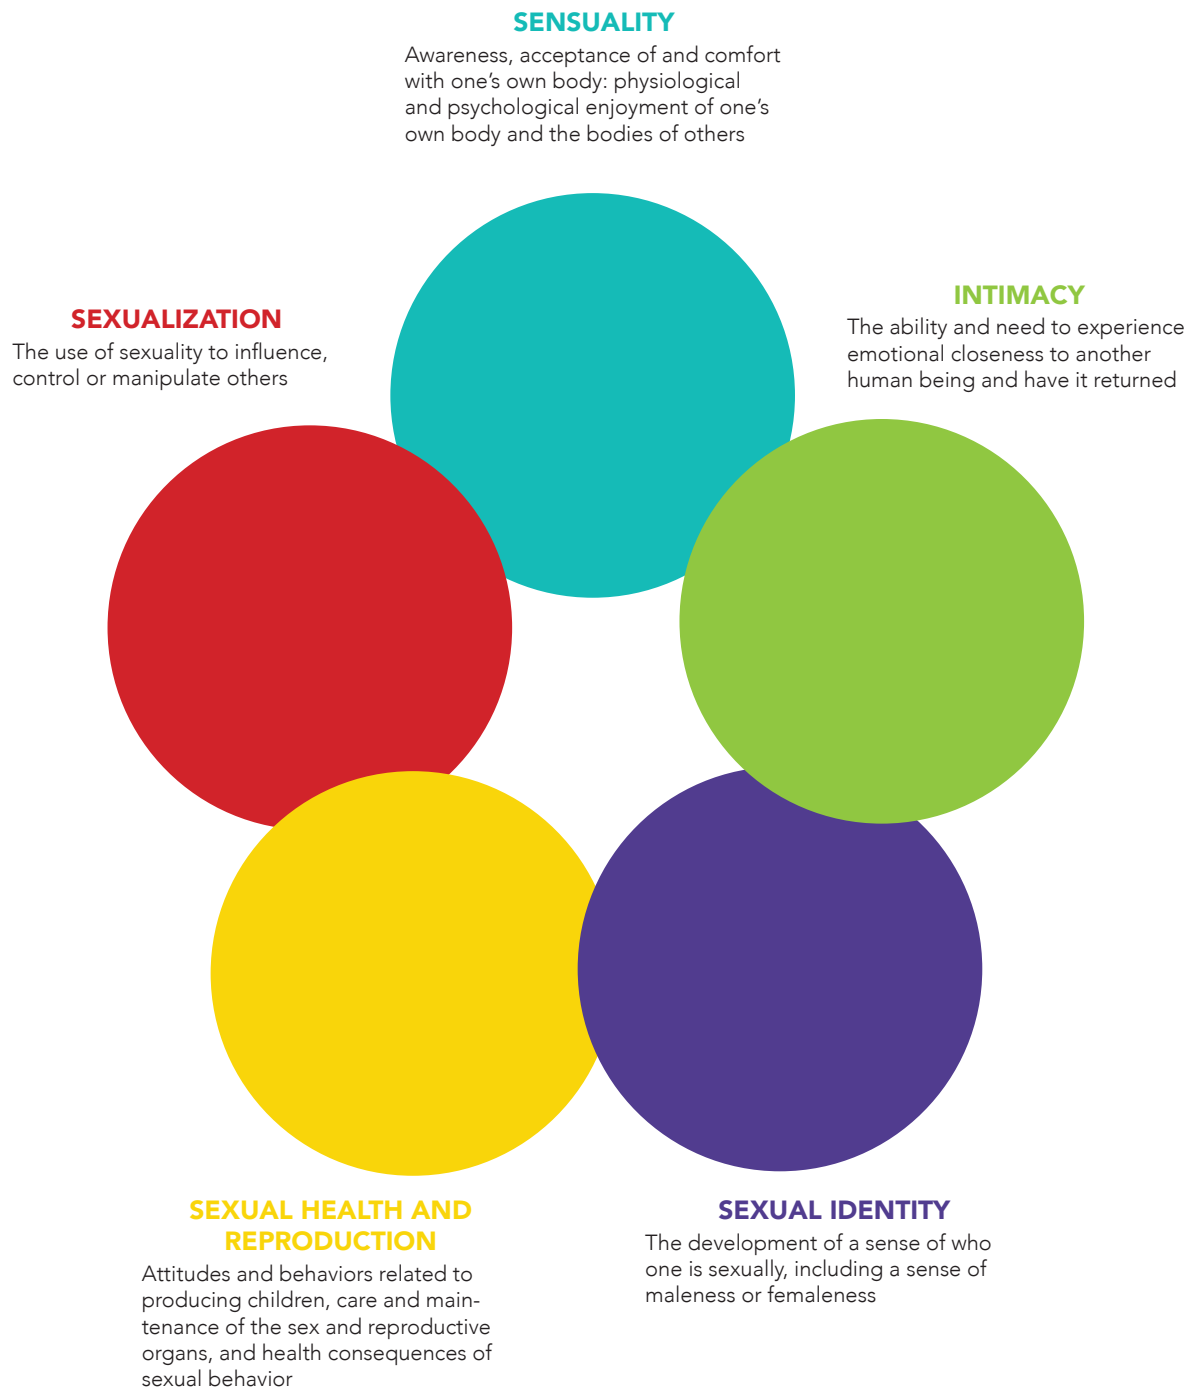 SENSUALITY
Awareness, acceptance of and comfort
with one’s own body: physiological
and psychological enjoyment of one’s
own body and the bodies of others
INTIMACY
The ability and need to experience
emotional closeness to another
human being and have it returned
SEXUALIZATION
The use of sexuality to influence,
control or manipulate others
SEXUAL HEALTH AND
REPRODUCTION
Attitudes and behaviors related to
producing children, care and main-
tenance of the sex and reproductive
organs, and health consequences of
sexual behavior
SEXUAL IDENTITY
The development of a sense of who
one is sexually, including a sense of
maleness or femaleness